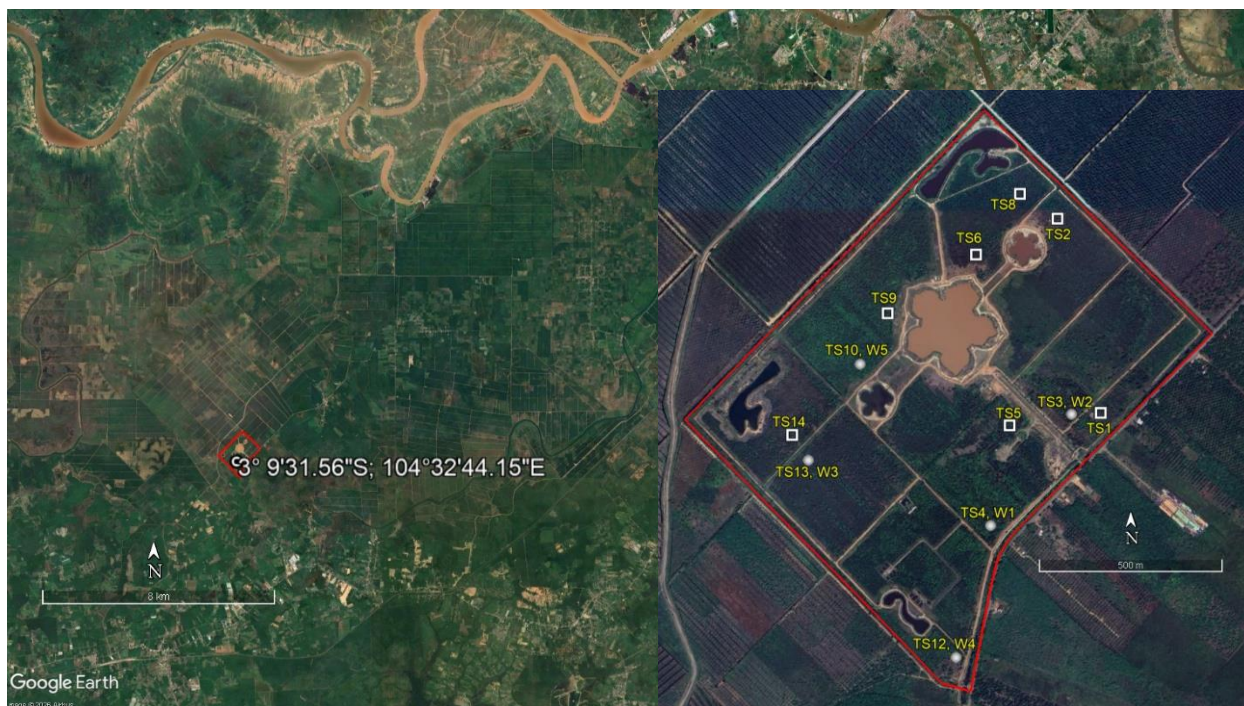 3° 9'31.56"S; 104°32'44.15"E
N
8 km
Google Earth
TS8
TS2
TS6
TS9
TS10, W5
TS3, W2
TS1
TS5
TS14
TS13, W3
TS4, W1
N
500 m
TS12, W4